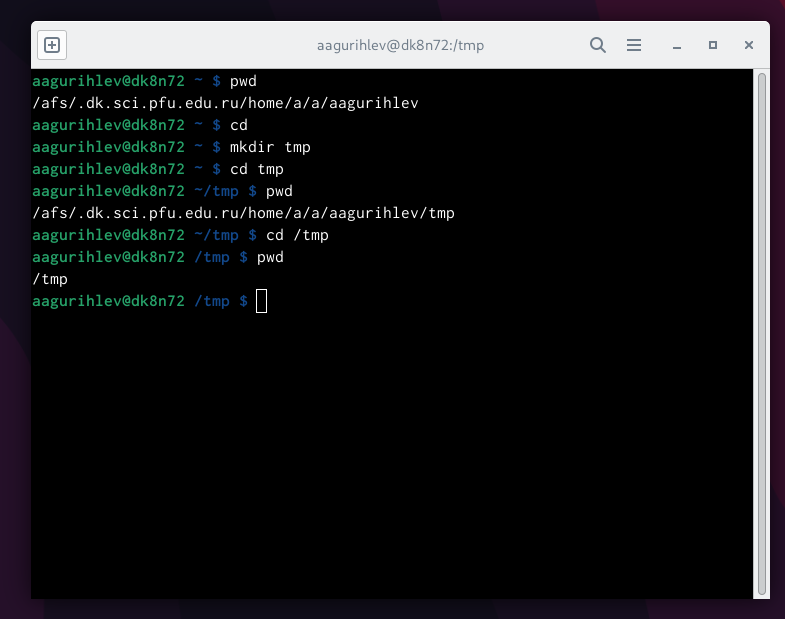 aagurihlev@dk8n72:/tmp
aagurihlev@dk8n72 ~ $ pwd
/afs/.dk.sci.pfu.edu.ru/home/a/a/aagurihlev
aagurihlev@dk8n72 ~ $ cd
aagurihlev@dk8n72 ~ $ mkdir tmp
aagurihlev@dk8n72 ~ $ cd tmp
aagurihlev@dk8n72 ~/tmp $ pwd
/afs/.dk.sci.pfu.edu.ru/home/a/a/aagurihlev/tmp
aagurihlev@dk8n72 ~/tmp $ cd /tmp
aagurihlev@dk8n72 /tmp $ pwd
/tmp
aagurihlev@dk8n72 /tmp $